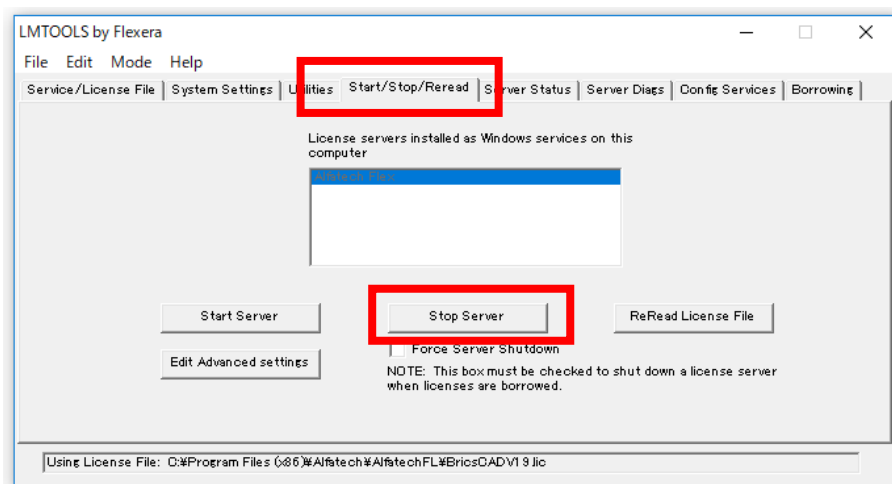 LMTOOLS by Flexera
File Edit Mode Help
Service/License File System Settings Utilities Start/Stop/Reread Server Status Server Diags Config Services Borrowing
License servers installed as Windows services on this
computer
Alfatech Flex
Start Server Stop Server ReRead License File
Edit Advanced settings
Force Server Shutdown
NOTE: This box must be checked to shut down a license server
when licenses are borrowed.
Using License File: C:¥Program Files (x86)¥Alfatech¥AlfatechFL¥BricsCADV19.lic